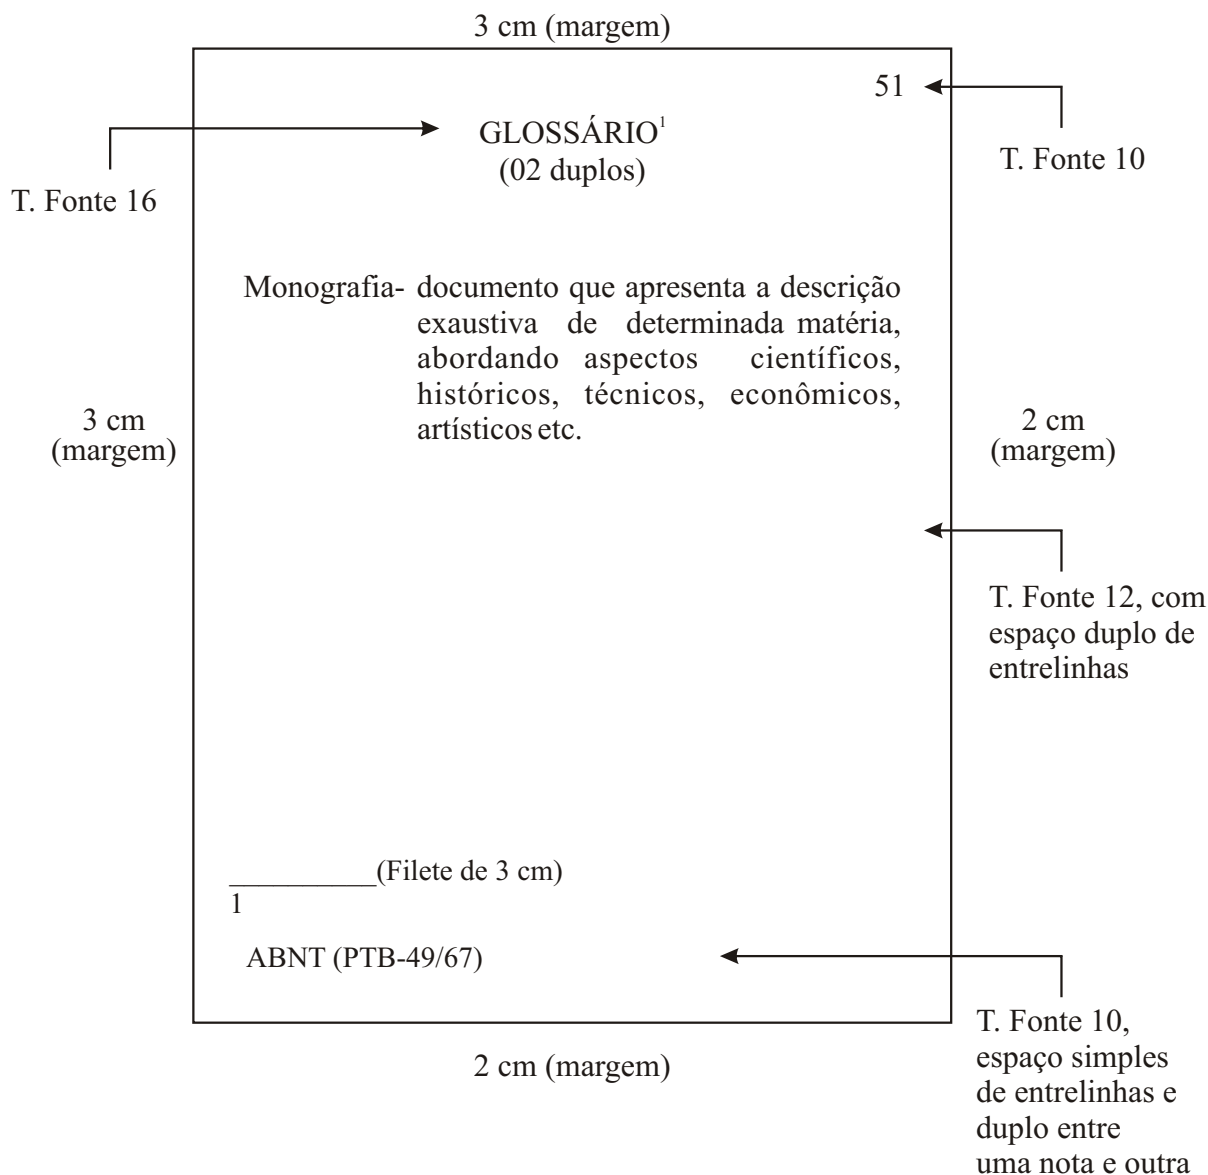 3 cm (margem)
51
GLOSSÁRIO¹
(02 duplos)
T. Fonte 10
T. Fonte 16
Monografia- documento que apresenta a descrição
exaustiva de determinada matéria,
abordando aspectos científicos,
históricos, técnicos, econômicos,
artísticos etc.
3 cm
(margem)
2 cm
(margem)
T. Fonte 12, com
espaço duplo de
entrelinhas
__________(Filete de 3 cm)
1
ABNT (PTB-49/67)
T. Fonte 10,
espaço simples
de entrelinhas e
duplo entre
uma nota e outra
2 cm (margem)